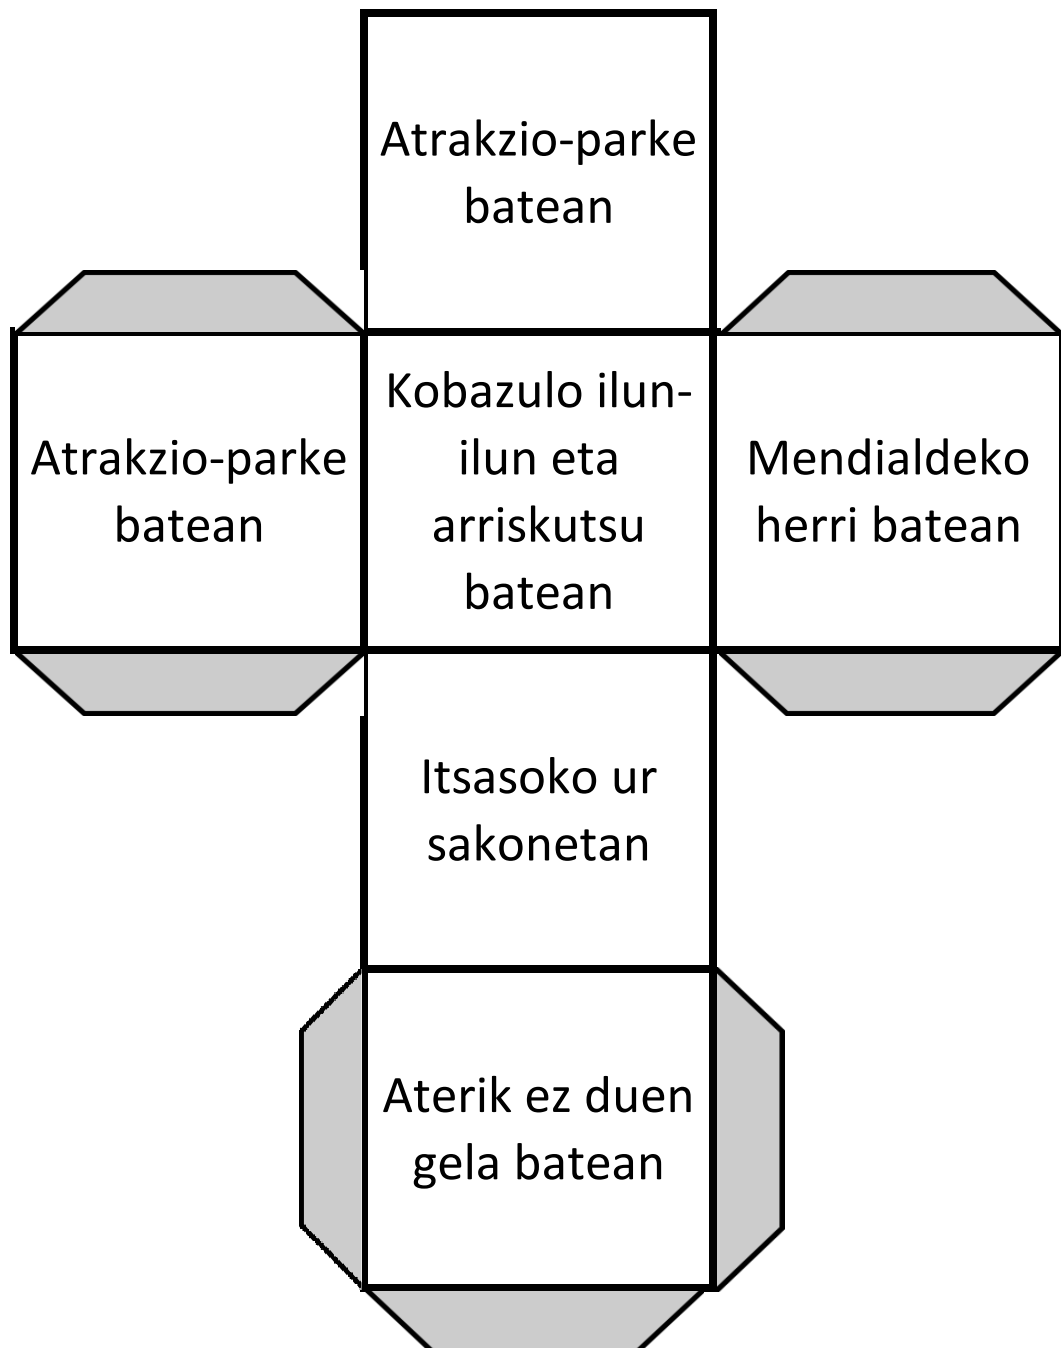 Atrakzio-parke
batean
Atrakzio-parke
batean
Kobazulo ilun-
ilun eta
arriskutsu
batean
Mendialdeko
herri batean
Itsasoko ur
sakonetan
Aterik ez duen
gela batean